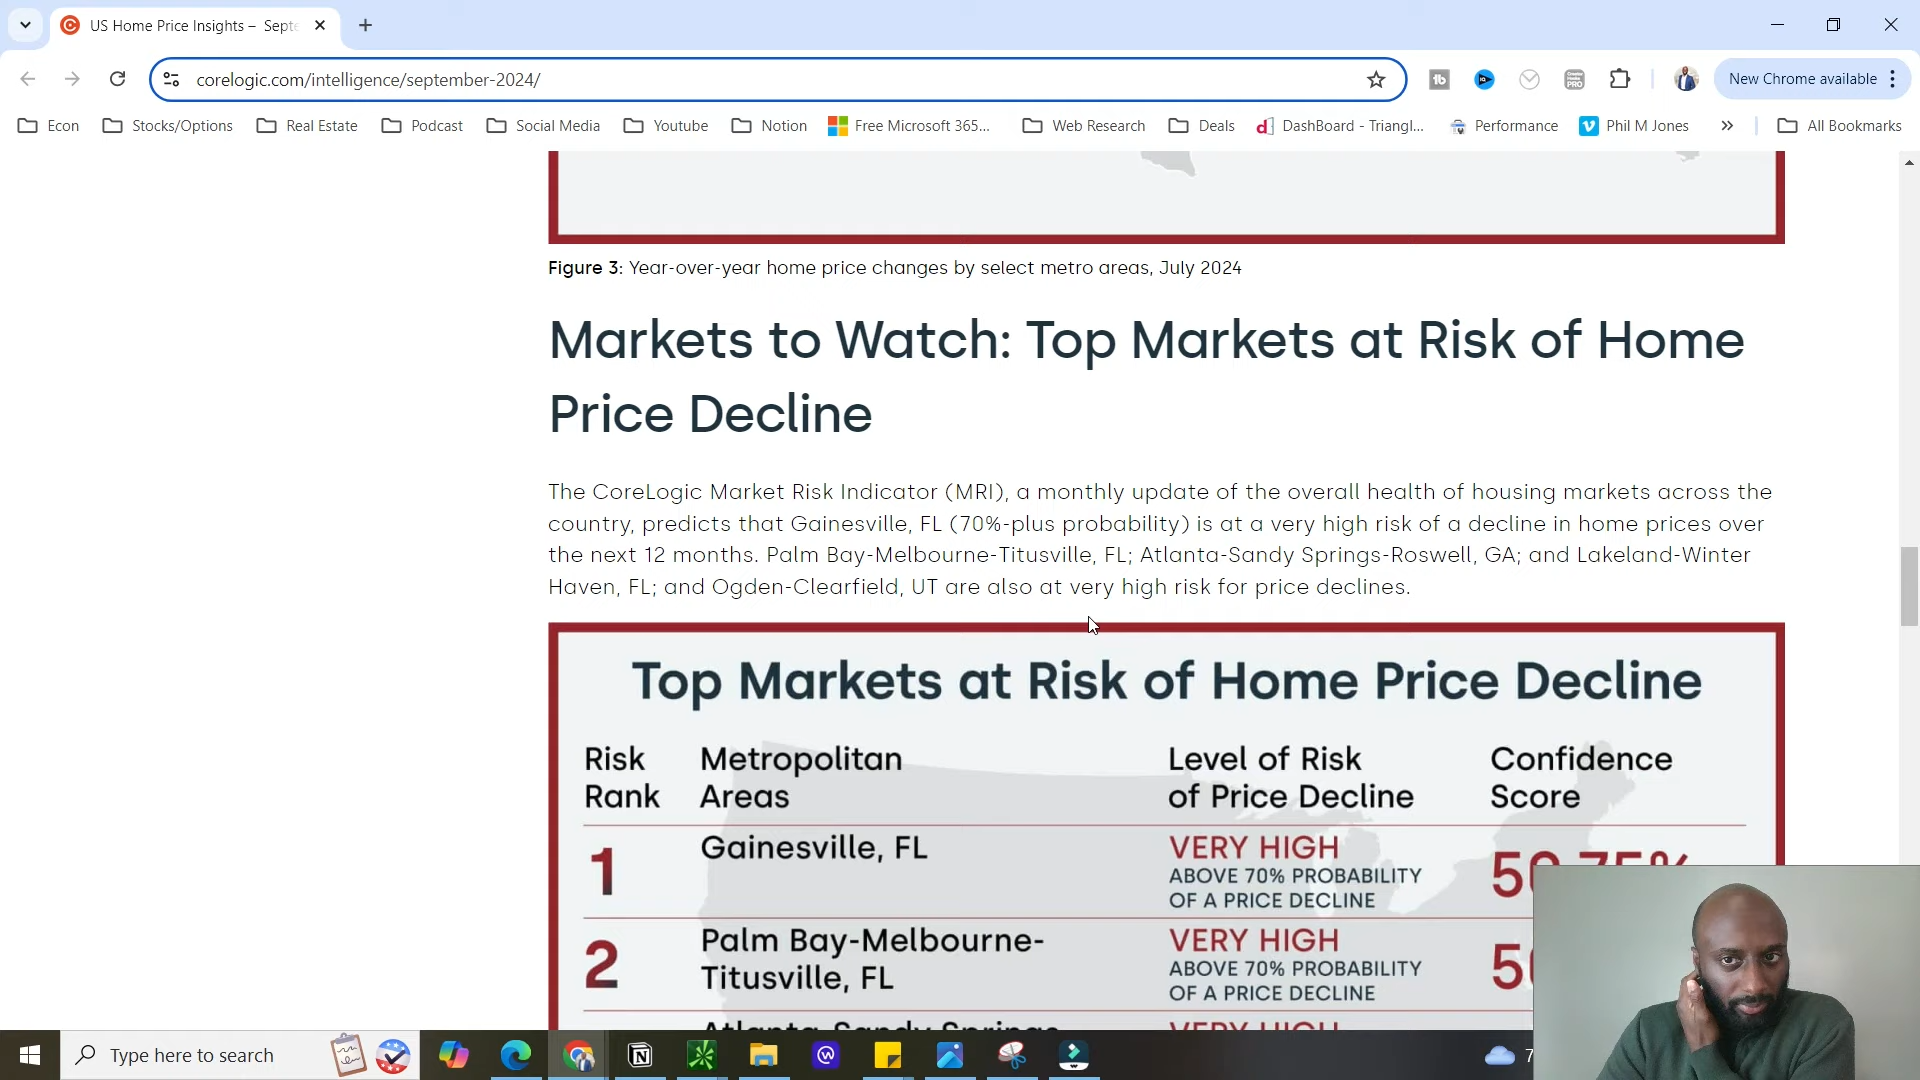 US Home Price Insights – Septe
corelogic.com/intelligence/september-2024/
New Chrome available
Econ
Stocks/Options
Real Estate
Podcast
Social Media
Youtube
Notion
Free Microsoft 365...
Web Research
Deals
DashBoard - Triangl...
Performance
Phil M Jones
All Bookmarks
Figure 3: Year-over-year home price changes by select metro areas, July 2024
Markets to Watch: Top Markets at Risk of Home
Price Decline
The CoreLogic Market Risk Indicator (MRI), a monthly update of the overall health of housing markets across the
country, predicts that Gainesville, FL (70%-plus probability) is at a very high risk of a decline in home prices over
the next 12 months. Palm Bay-Melbourne-Titusville, FL; Atlanta-Sandy Springs-Roswell, GA; and Lakeland-Winter
Haven, FL; and Ogden-Clearfield, UT are also at very high risk for price declines.
Top Markets at Risk of Home Price Decline
Risk
Rank
Metropolitan
Areas
Level of Risk
of Price Decline
Confidence
Score
1
Gainesville, FL
VERY HIGH
ABOVE 70% PROBABILITY
OF A PRICE DECLINE
2
Palm Bay-Melbourne-
Titusville, FL
VERY HIGH
ABOVE 70% PROBABILITY
OF A PRICE DECLINE
Atlanta-Sandy Springs
VERY HIGH
Type here to search